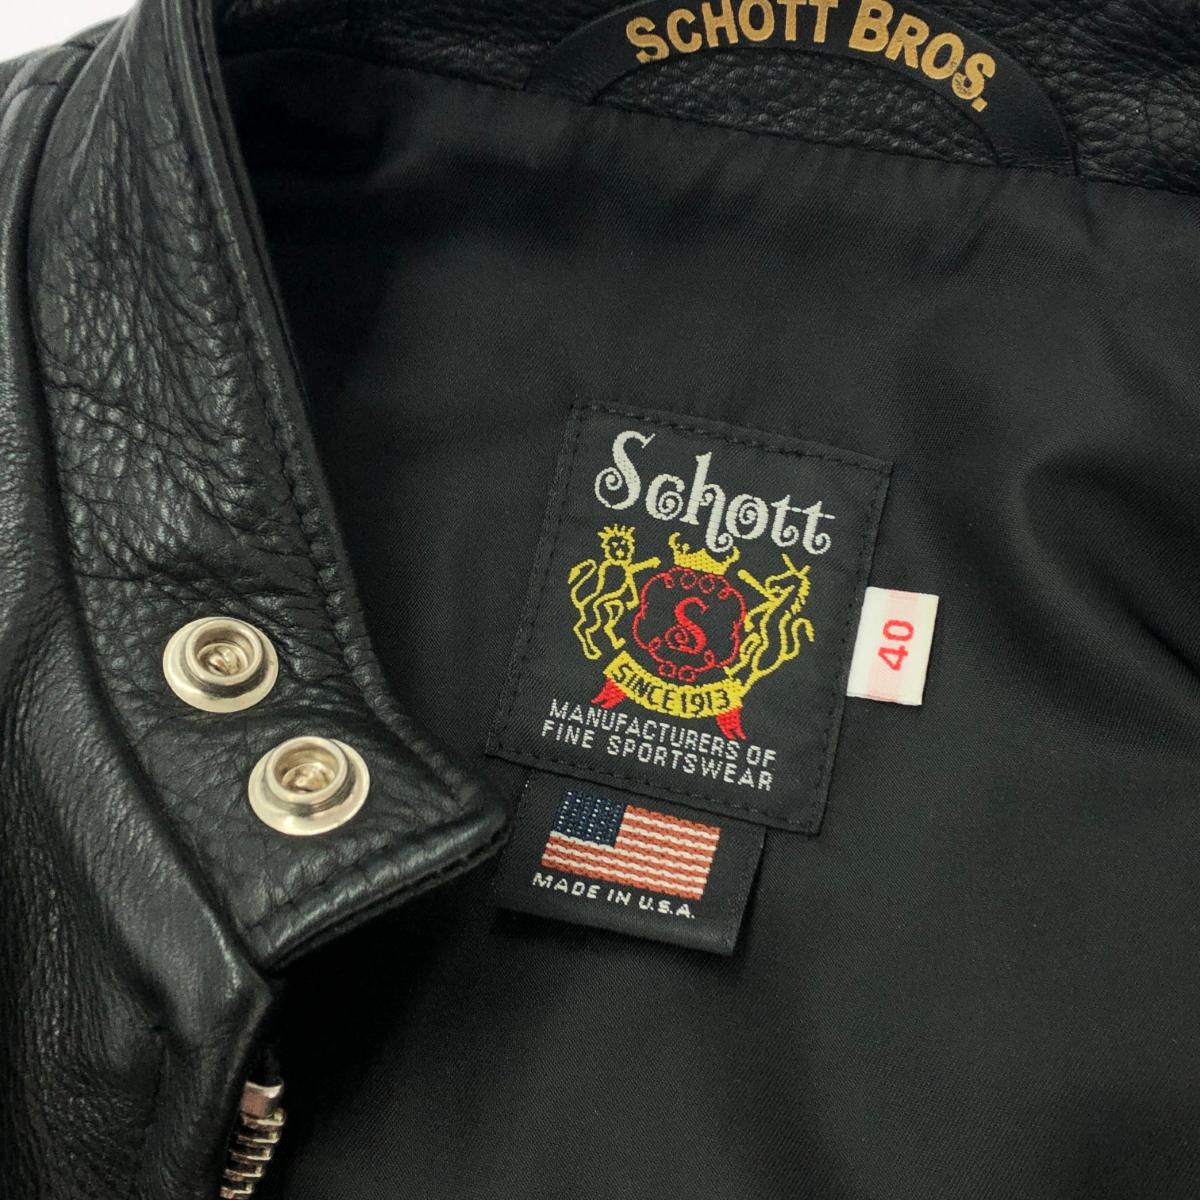 SCHOTT BROS.
Schott
S
SINCE 1913
MANUFACTURERS OF
FINE SPORTSWEAR
40
MADE IN U.S.A.